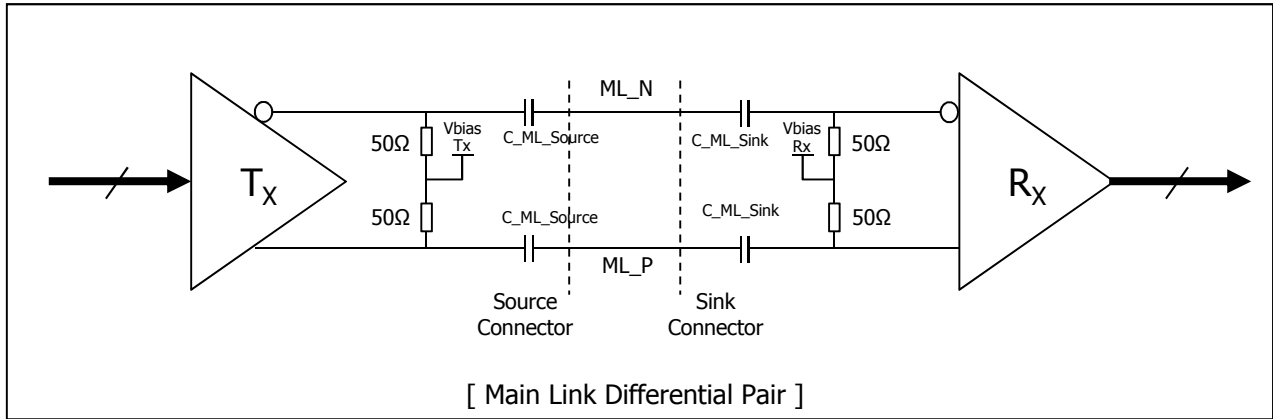 ML_N
Vbias
Tx
C_ML_Source
C_ML_Sink
Vbias
Rx
50Ω
50Ω
TX
RX
50Ω
C_ML_Source
C_ML_Sink
50Ω
ML_P
Source
Connector
Sink
Connector
[ Main Link Differential Pair ]